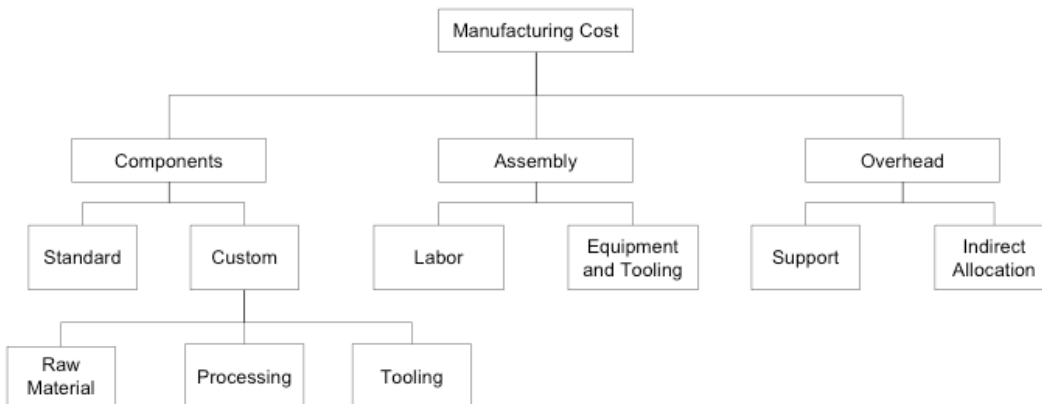 Manufacturing Cost
Components
Assembly
Overhead
Standard
Custom
Labor
Equipment
and Tooling
Support
Indirect
Allocation
Raw
Material
Processing
Tooling